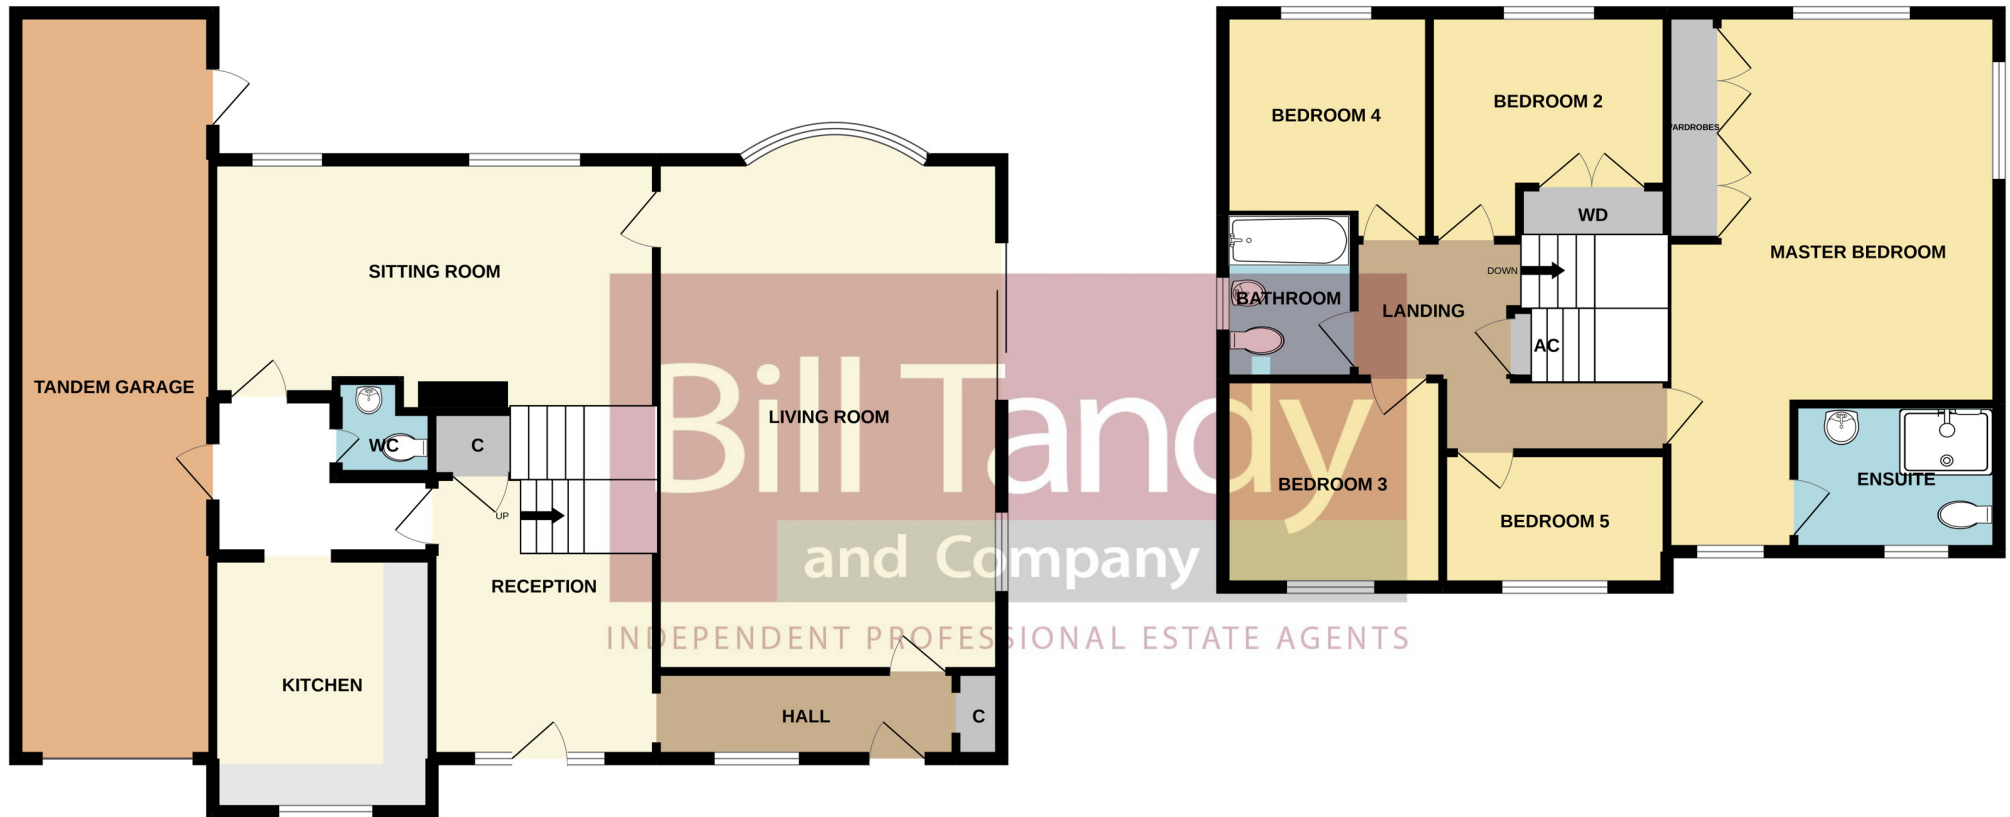 TANDEM GARAGE
SITTING ROOM
LIVING ROOM
WC
C
UP
RECEPTION
KITCHEN
HALL
C
BEDROOM 4
BEDROOM 2
WARDROBES
WD
MASTER BEDROOM
DOWN
BATHROOM
LANDING
AC
BEDROOM 3
BEDROOM 5
ENSUITE
Bill Tandy
and Company
INDEPENDENT PROFESSIONAL ESTATE AGENTS